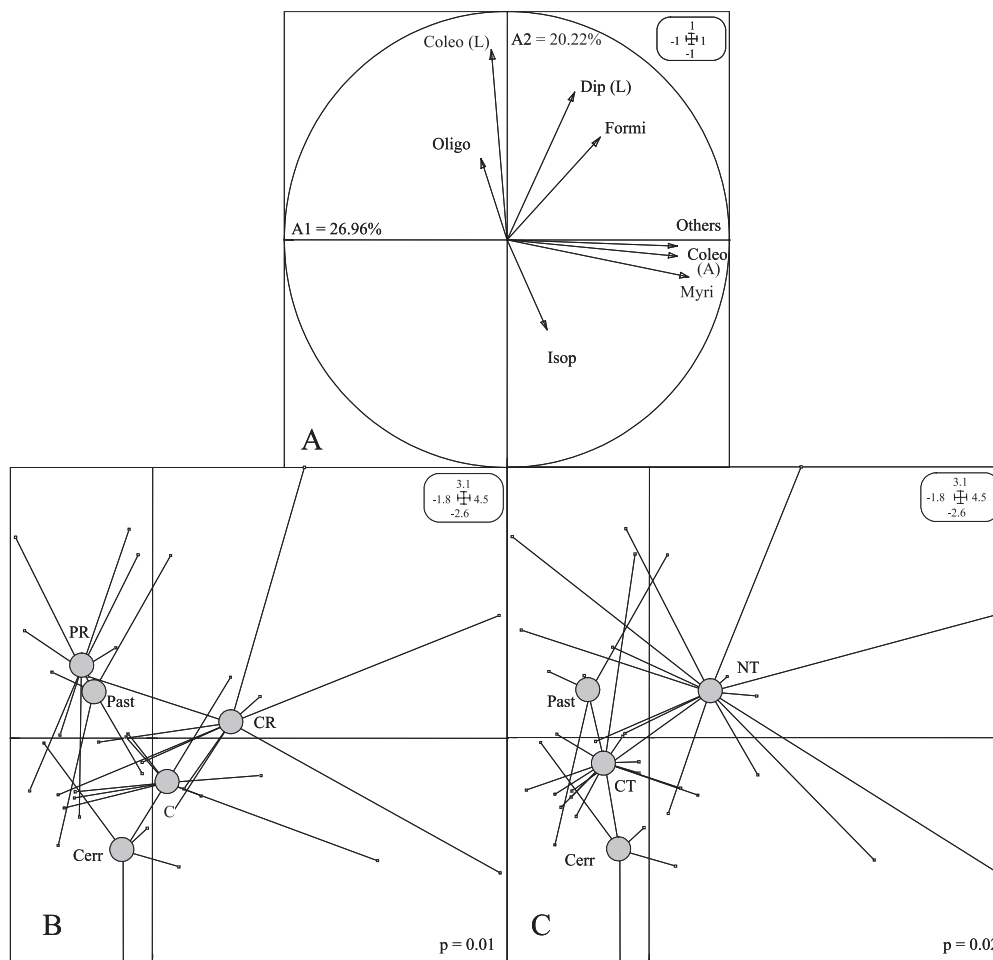 Coleo (L)
A2 = 20.22%
1
-1 1
-1
Dip (L)
Formi
Oligo
A1 = 26.96%
Others
Coleo
(A)
Myri
Isop
A
3.1
-1.8 4.5
-2.6
PR
Past
CR
C
Cerr
B
p = 0.01
3.1
-1.8 4.5
-2.6
NT
Past
CT
Cerr
C
p = 0.02